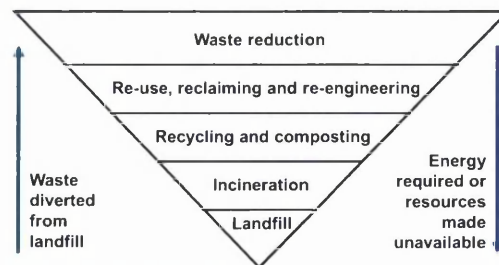 Waste reduction
Re-use, reclaiming and re-engineering
Recycling and composting
Incineration
Landfill
Waste
diverted
from
landfill
Energy
required or
resources
made
unavailable